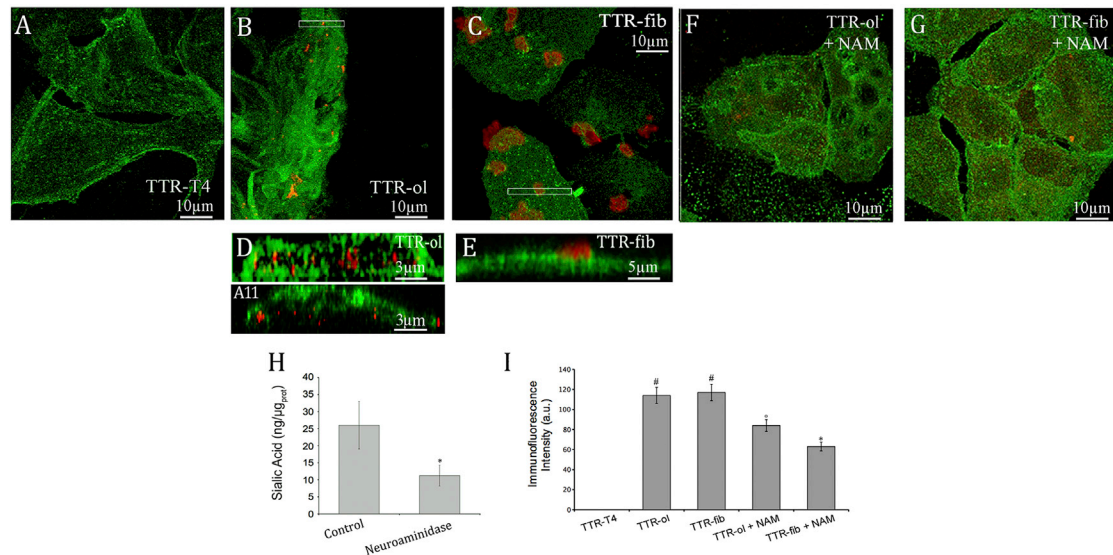 A
TTR-T4
10µm
B
TTR-ol
10µm
C
TTR-fib
10µm
F
TTR-ol
+ NAM
10µm
G
TTR-fib
+ NAM
10µm
D
TTR-ol
3µm
A11
3µm
E
TTR-fib
5µm
H
Sialic Acid (ng/µgprot)
40
35
30
25
20
15
10
5
0
*
Control
Neuroaminidase
I
Immunofluorescence
Intensity (a.u.)
140
120
100
80
60
40
20
0
#
#
°
*
TTR-T4
TTR-ol
TTR-fib
TTR-ol + NAM
TTR-fib + NAM